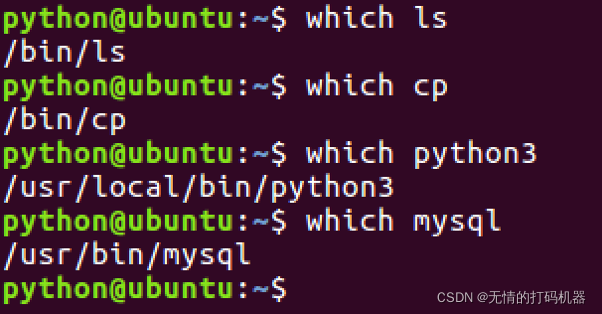 python@ubuntu:~$ which ls
/bin/ls
python@ubuntu:~$ which cp
/bin/cp
python@ubuntu:~$ which python3
/usr/local/bin/python3
python@ubuntu:~$ which mysql
/usr/bin/mysql
python@ubuntu:~$
CSDN @无情的打码机器